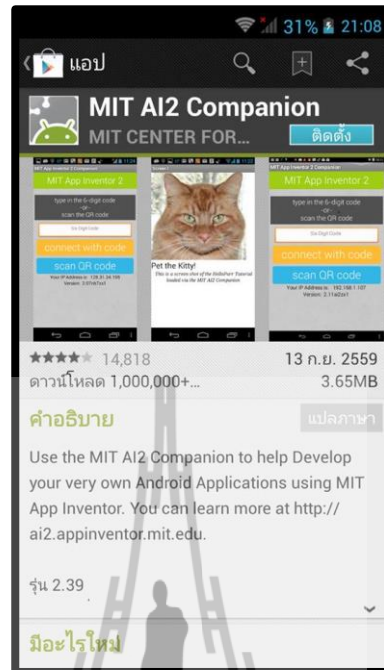 31% 21:08
แอป
MIT AI2 Companion
MIT CENTER FOR...
ติดตั้ง
MIT App Inventor 2
type in the 6-digit code
-or-
scan the QR code
Six Digit Code
connect with code
scan QR code
Pet the Kitty!
MIT App Inventor 2
type in the 6-digit code
-or-
scan the QR code
Six Digit Code
connect with code
scan QR code
14,818 13 ก.ย. 2559
ดาวน์โหลด 1,000,000+... 3.65MB
คำอธิบาย แปลภาษา
Use the MIT AI2 Companion to help Develop
your very own Android Applications using MIT
App Inventor. You can learn more at http://
ai2.appinventor.mit.edu.
รุ่น 2.39
มีอะไรใหม่